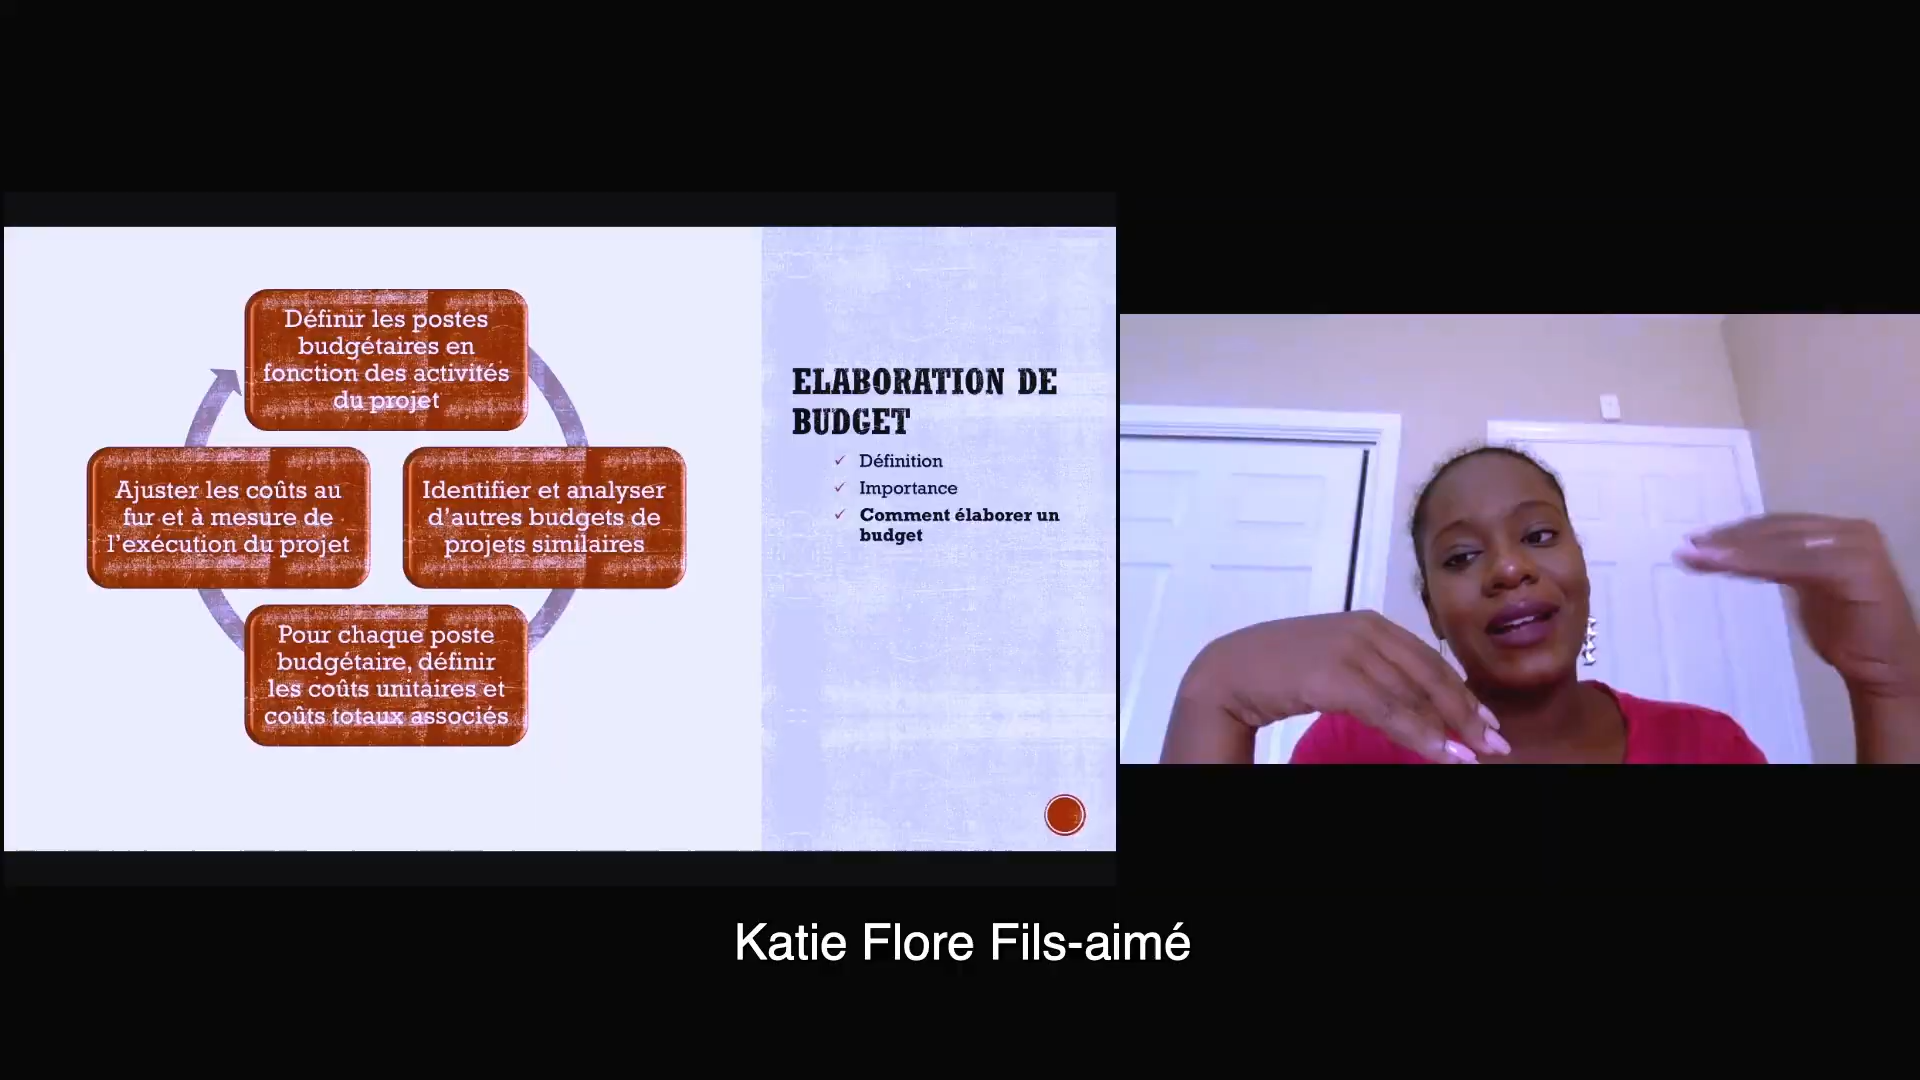 Définir les postes
budgétaires en
fonction des activités
du projet
Ajuster les coûts au
fur et à mesure de
l'exécution du projet
Identifier et analyser
d'autres budgets de
projets similaires
Pour chaque poste
budgétaire, définir
les coûts unitaires et
coûts totaux associés
ELABORATION DE
BUDGET
✓ Définition
✓ Importance
✓ Comment élaborer un
budget
Katie Flore Fils-aimé